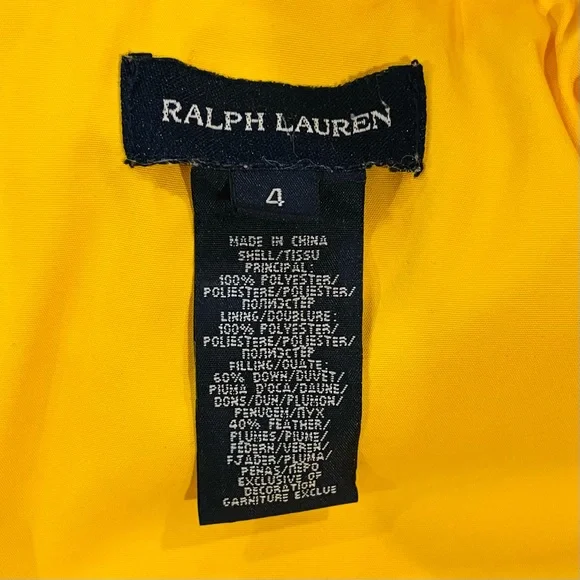 RALPH LAUREN
4
MADE IN CHINA
SHELL/TISSU
PRINCIPAL:
100% POLYESTER/
POLIESTERE/POLIESTER/
ПОЛИЭСТЕР
LINING/DOUBLURE:
100% POLYESTER/
POLIESTERE/POLIESTER/
ПОЛИЭСТЕР
FILLING/OUATE:
60% DOWN/DUVET/
PIUMA D'OCA/DAUNE/
DONS/DUN/PLUMON/
PENUGEM/ПУХ
40% FEATHER/
PLUMES/PIUME/
FEDERN/VEREN/
FJADER/PLUMA/
PENAS/ПЕРО
EXCLUSIVE OF
DECORATION
GARNITURE EXCLUE